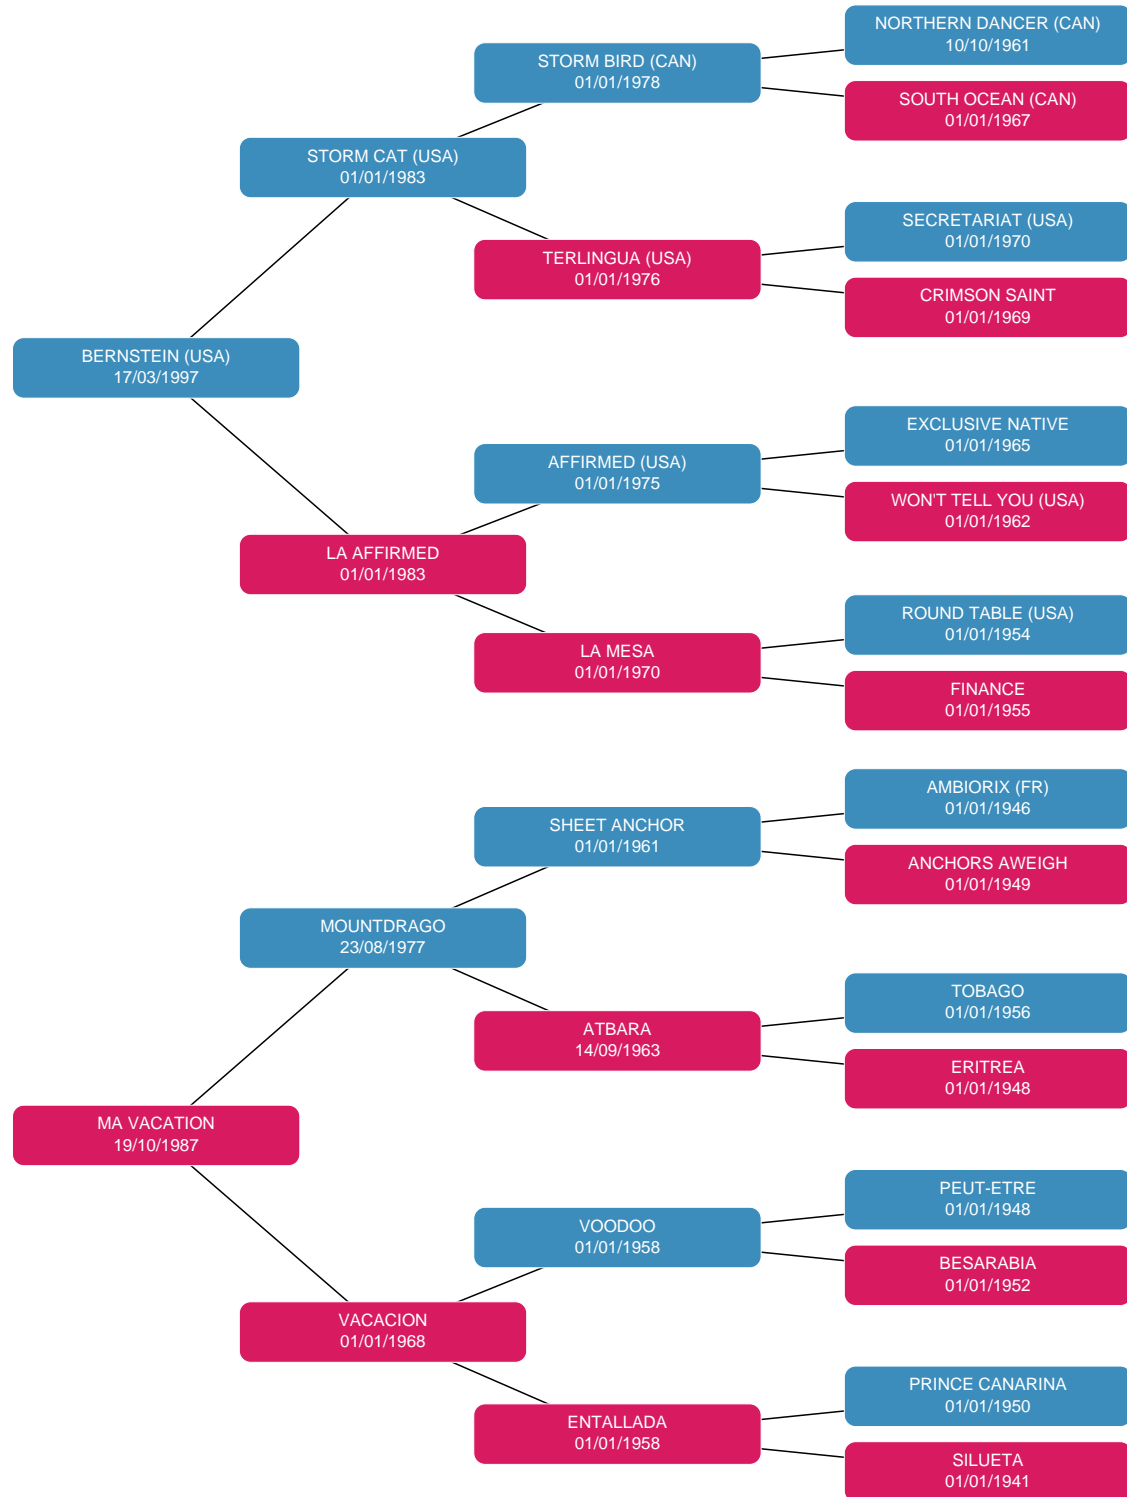 NORTHERN DANCER (CAN)
10/10/1961
STORM BIRD (CAN)
01/01/1978
SOUTH OCEAN (CAN)
01/01/1967
STORM CAT (USA)
01/01/1983
SECRETARIAT (USA)
01/01/1970
TERLINGUA (USA)
01/01/1976
CRIMSON SAINT
01/01/1969
BERNSTEIN (USA)
17/03/1997
EXCLUSIVE NATIVE
01/01/1965
AFFIRMED (USA)
01/01/1975
WON'T TELL YOU (USA)
01/01/1962
LA AFFIRMED
01/01/1983
ROUND TABLE (USA)
01/01/1954
LA MESA
01/01/1970
FINANCE
01/01/1955
AMBIORIX (FR)
01/01/1946
SHEET ANCHOR
01/01/1961
ANCHORS AWEIGH
01/01/1949
MOUNTDRAGO
23/08/1977
TOBAGO
01/01/1956
ATBARA
14/09/1963
ERITREA
01/01/1948
MA VACATION
19/10/1987
PEUT-ETRE
01/01/1948
VOODOO
01/01/1958
BESARABIA
01/01/1952
VACACION
01/01/1968
PRINCE CANARINA
01/01/1950
ENTALLADA
01/01/1958
SILUETA
01/01/1941